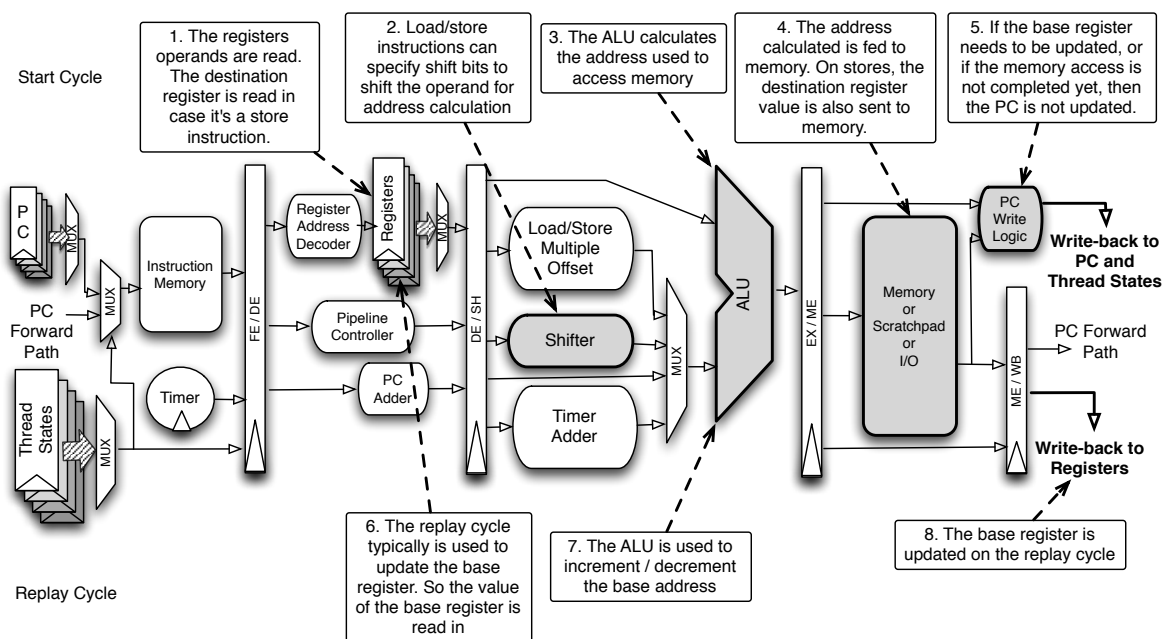 Start Cycle
1. The registers
operands are read.
The destination
register is read in
case it's a store
instruction.
2. Load/store
instructions can
specify shift bits to
shift the operand for
address calculation
3. The ALU calculates
the address used to
access memory
4. The address
calculated is fed to
memory. On stores, the
destination register
value is also sent to
memory.
5. If the base register
needs to be updated, or
if the memory access is
not completed yet, then
the PC is not updated.
P
C
MUX
PC
Forward
Path
MUX
Instruction
Memory
Thread
States
MUX
Timer
FE / DE
Register
Address
Decoder
Registers
MUX
Pipeline
Controller
PC
Adder
DE / SH
Load/Store
Multiple
Offset
Shifter
Timer
Adder
MUX
ALU
EX / ME
Memory
or
Scratchpad
or
I/O
PC
Write
Logic
Write-back to
PC and
Thread States
ME / WB
PC Forward
Path
Write-back to
Registers
Replay Cycle
6. The replay cycle
typically is used to
update the base
register. So the value
of the base register is
read in
7. The ALU is used to
increment / decrement
the base address
8. The base register
is updated on the replay cycle